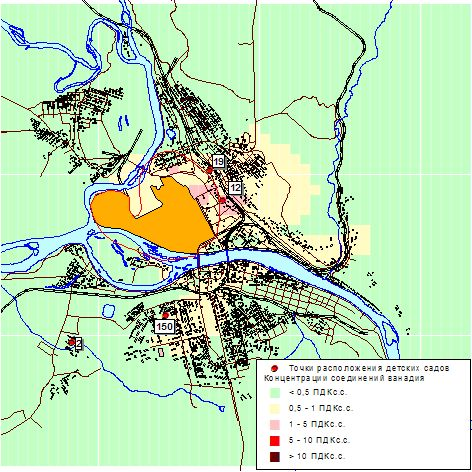 19
12
150
2
Точки расположения детских садов
Концентрации соединений ванадия
< 0,5 ПДКс.с.
0,5 - 1 ПДКс.с.
1 - 5 ПДКс.с.
5 - 10 ПДКс.с.
> 10 ПДКс.с.